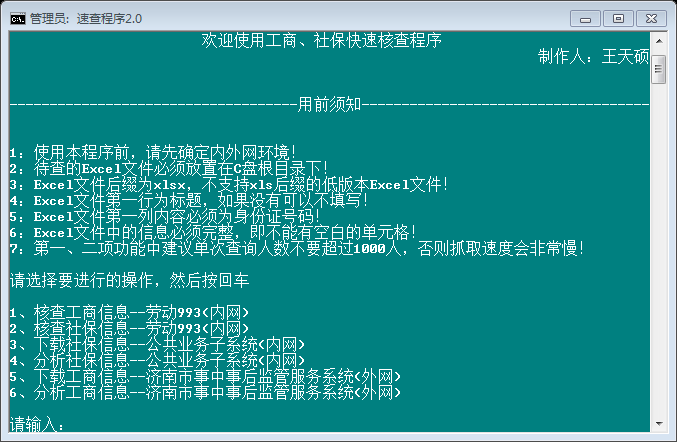 管理员: 速查程序2.0
欢迎使用工商、社保快速核查程序
制作人: 王天硕
------------------------------------用前须知------------------------------------
1: 使用本程序前,请先确定内外网环境!
2: 待查的Excel文件必须放置在C盘根目录下!
3: Excel文件后缀为xlsx,不支持xls后缀的低版本Excel文件!
4: Excel文件第一行为标题,如果没有可以不填写!
5: Excel文件第一列内容必须为身份证号码!
6: Excel文件中的信息必须完整,即不能有空白的单元格!
7: 第一、二项功能中建议单次查询人数不要超过1000人,否则抓取速度会非常慢!
请选择要进行的操作,然后按回车
1、核查工商信息--劳动993(内网)
2、核查社保信息--劳动993(内网)
3、下载社保信息--公共业务子系统(内网)
4、分析社保信息--公共业务子系统(内网)
5、下载工商信息--济南市事中事后监管服务系统(外网)
6、分析工商信息--济南市事中事后监管服务系统(外网)
请输入: